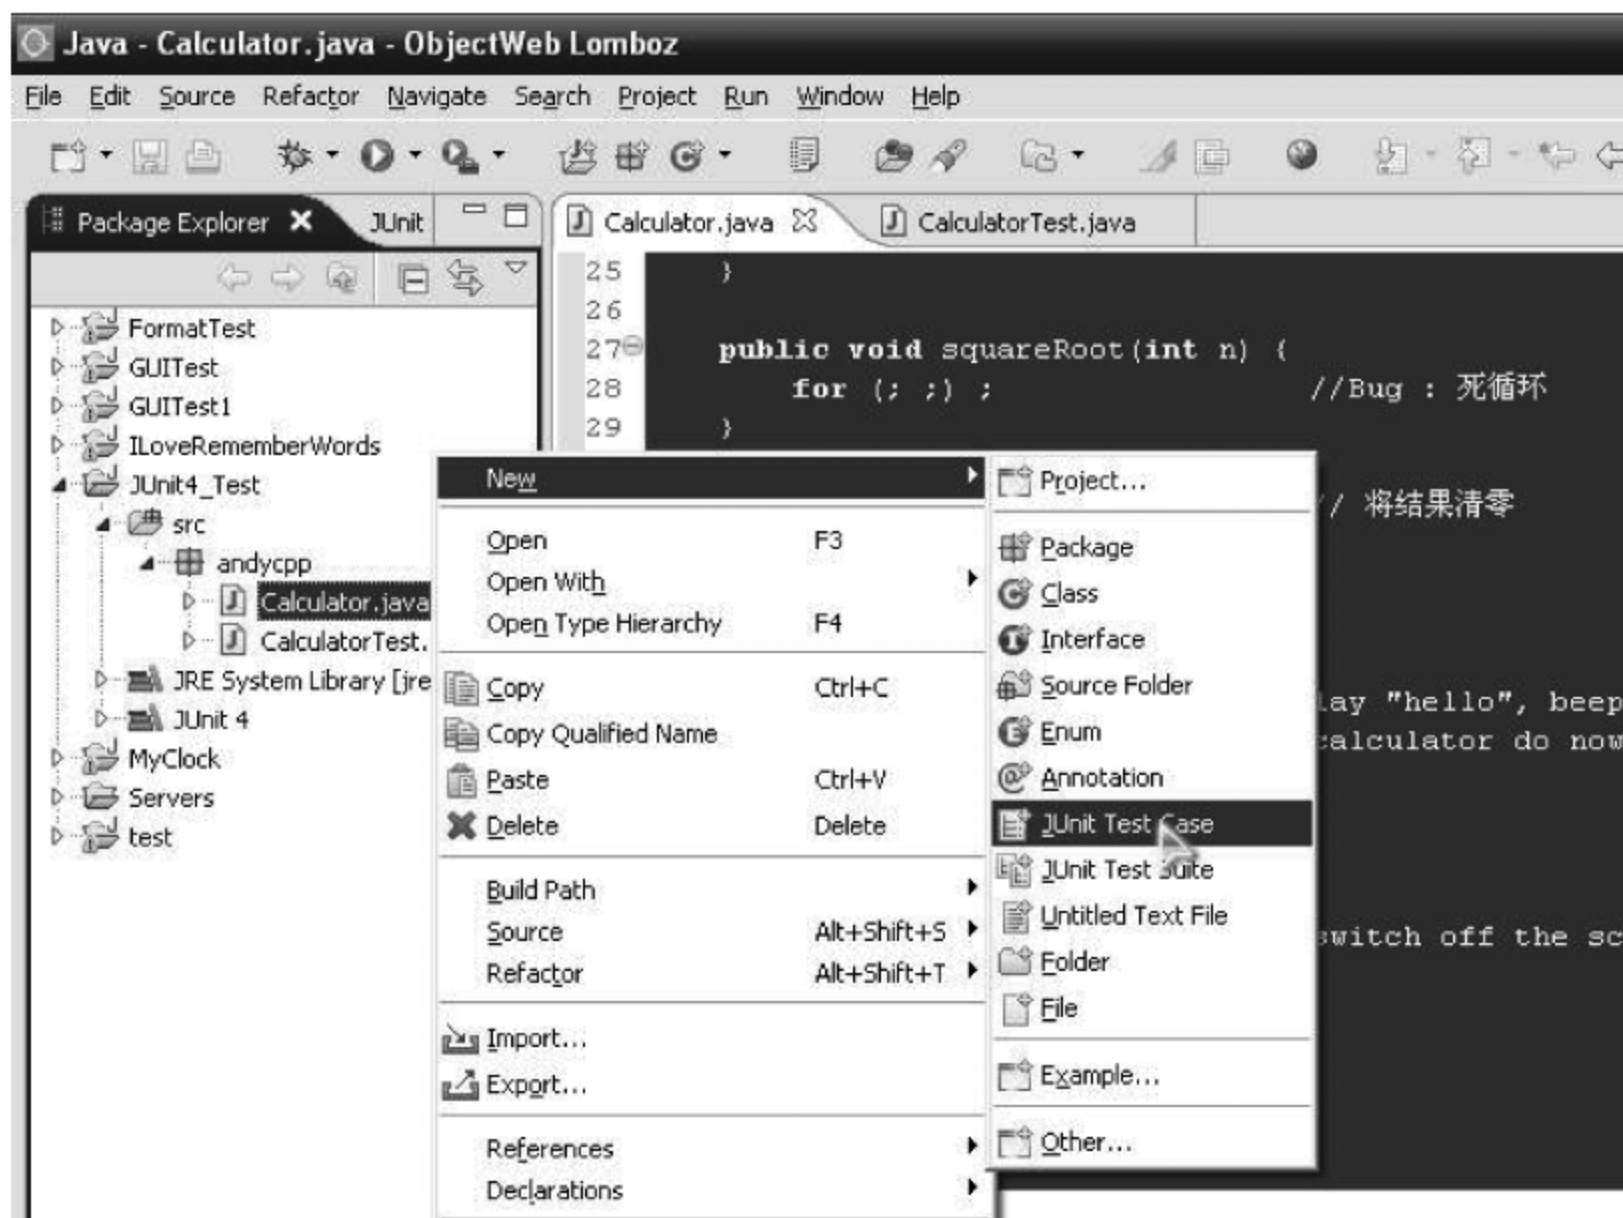 Java - Calculator.java - ObjectWeb Lomboz
File Edit Source Refactor Navigate Search Project Run Window Help
Package Explorer JUnit
Calculator.java CalculatorTest.java
FormatTest
GUITest
GUITest1
ILoveRememberWords
JUnit4_Test
src
andycpp
Calculator.java
CalculatorTest.
JRE System Library [jre
JUnit 4
MyClock
Servers
test
25 }
26
27 public void squareRoot(int n) {
28 for (; ;) ; //Bug : 死循环
29 }
/ 将结果清零
lay "hello", beep
calculator do now
switch off the sc
New
Open F3
Open With
Open Type Hierarchy F4
Copy Ctrl+C
Copy Qualified Name
Paste Ctrl+V
Delete Delete
Build Path
Source Alt+Shift+S
Refactor Alt+Shift+T
Import...
Export...
References
Declarations
Project...
Package
Class
Interface
Source Folder
Enum
Annotation
JUnit Test Case
JUnit Test Suite
Untitled Text File
Folder
File
Example...
Other...